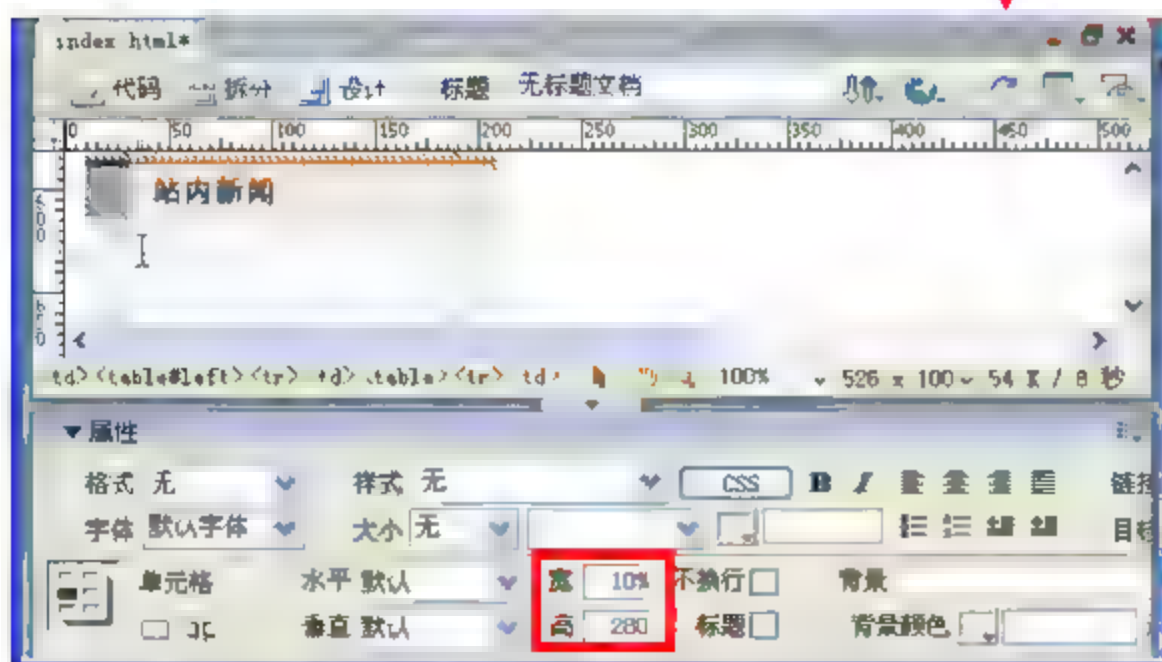 index html*
代码 拆分 设计 标题 无标题文档
0 50 100 150 200 250 300 350 400 450 500
站内新闻
td> <table#left> <tr> <td> <table> <tr> <td> 100% 526 x 100 54 K / 8 秒
属性
格式 无 样式 无 CSS B I 链接
字体 默认字体 大小 无 目标
单元格 水平 默认 宽 10% 不换行 背景
垂直 默认 高 280 标题 背景颜色